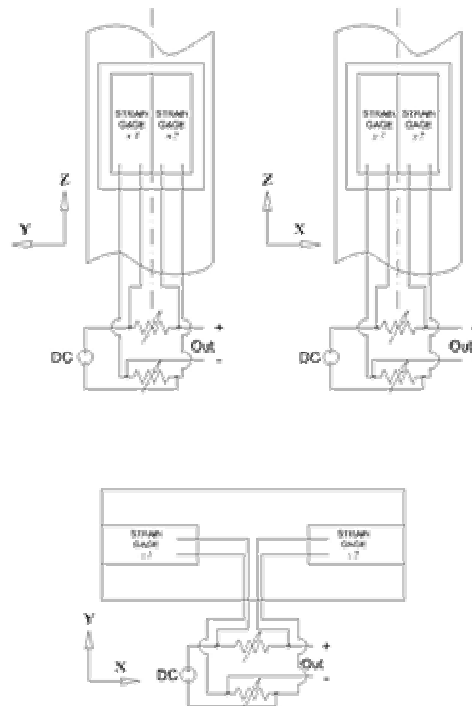 STRAIN STRAIN
GAGE GAGE
Z
Y
+
Out
-
DC
STRAIN STRAIN
GAGE GAGE
Z
X
Out
DC
STRAIN
GAGE
STRAIN
GAGE
Y
X
+
Out
-
DC